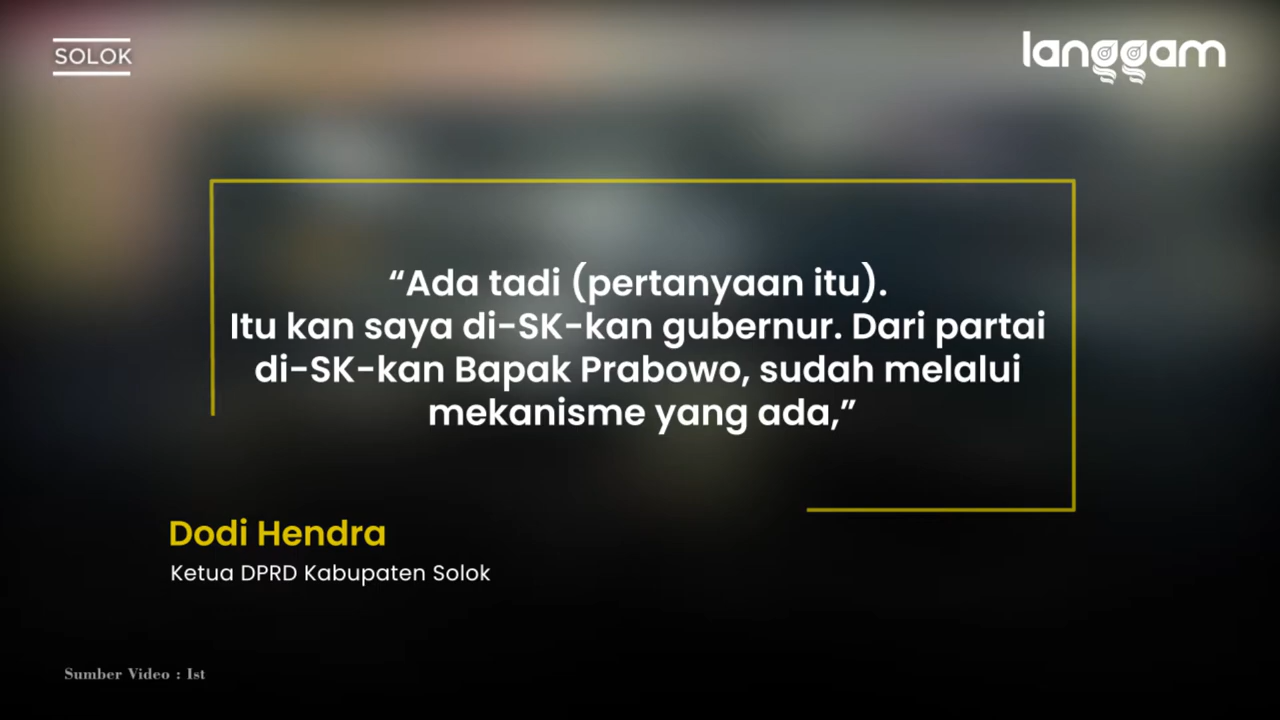 SOLOK
langgam
“Ada tadi (pertanyaan itu).
Itu kan saya di-SK-kan gubernur. Dari partai
di-SK-kan Bapak Prabowo, sudah melalui
mekanisme yang ada,”
Dodi Hendra
Ketua DPRD Kabupaten Solok
Sumber Video : Ist